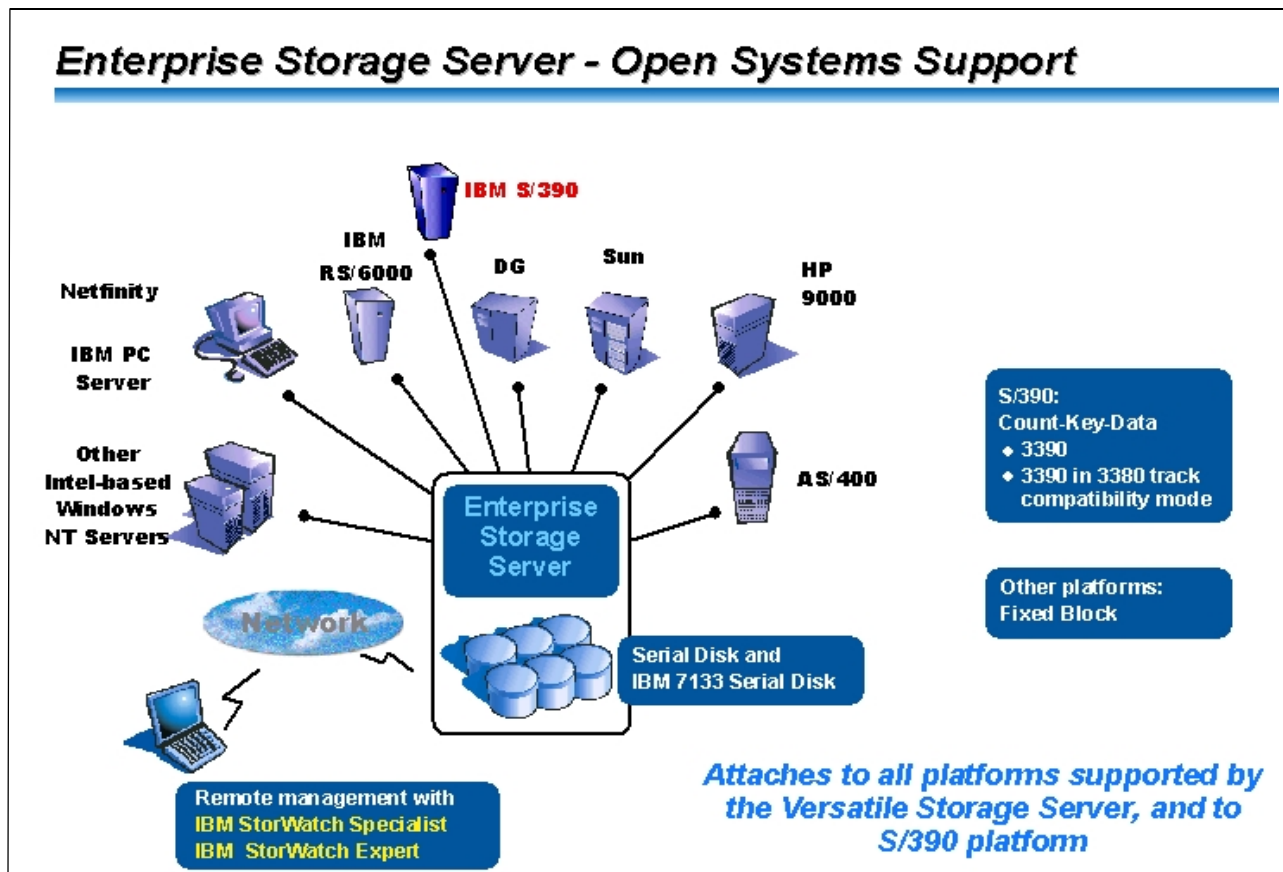 Enterprise Storage Server - Open Systems Support
IBM S/390
IBM
RS/6000
DG
Sun
HP
9000
Netfinity
IBM PC
Server
Other
Intel-based
Windows
NT Servers
AS/400
Enterprise
Storage
Server
S/390:
Count-Key-Data
◆ 3390
◆ 3390 in 3380 track
compatibility mode
Other platforms:
Fixed Block
Network
Serial Disk and
IBM 7133 Serial Disk
Remote management with
IBM StorWatch Specialist
IBM StorWatch Expert
Attaches to all platforms supported by
the Versatile Storage Server, and to
S/390 platform